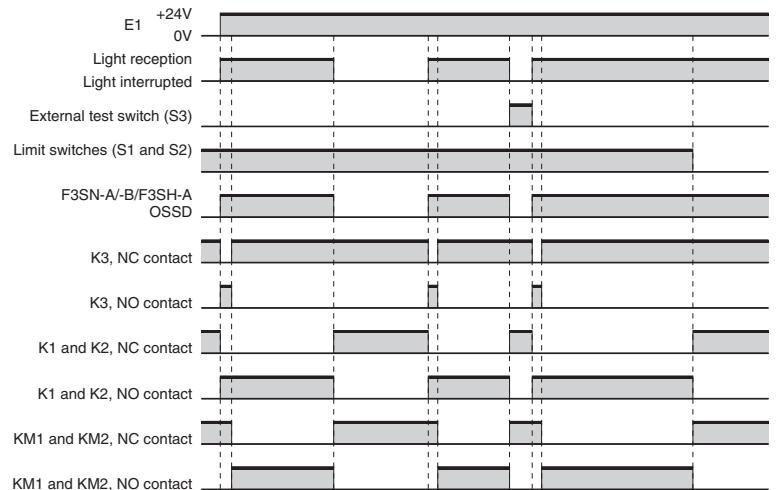 +24V
E1
0V
Light reception
Light interrupted
External test switch (S3)
Limit switches (S1 and S2)
F3SN-A/-B/F3SH-A
OSSD
K3, NC contact
K3, NO contact
K1 and K2, NC contact
K1 and K2, NO contact
KM1 and KM2, NC contact
KM1 and KM2, NO contact